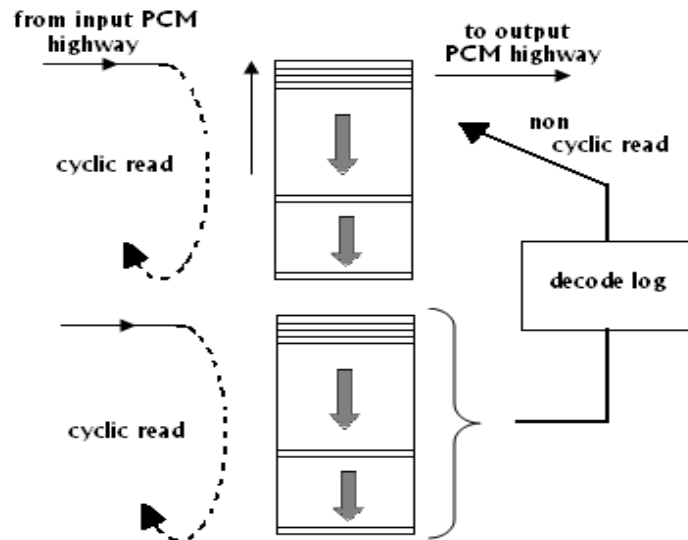 from input PCM
highway
to output
PCM highway
cyclic read
non
cyclic read
decode log
cyclic read